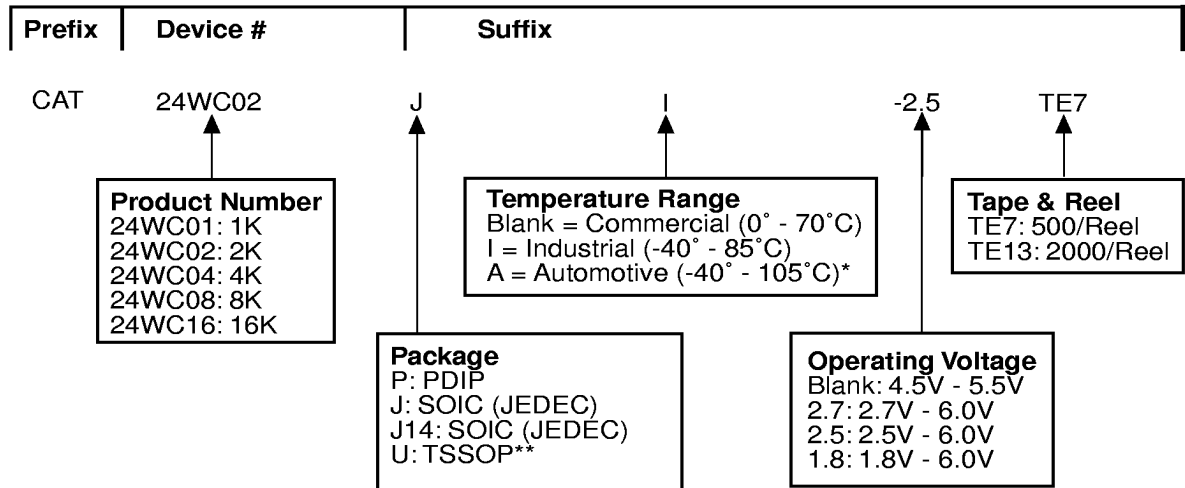 Prefix Device # Suffix
CAT 24WC02 J I -2.5 TE7
Product Number
24WC01: 1K
24WC02: 2K
24WC04: 4K
24WC08: 8K
24WC16: 16K
Temperature Range
Blank = Commercial (0˚ - 70˚C)
I = Industrial (-40˚ - 85˚C)
A = Automotive (-40˚ - 105˚C)*
Tape & Reel
TE7: 500/Reel
TE13: 2000/Reel
Package
P: PDIP
J: SOIC (JEDEC)
J14: SOIC (JEDEC)
U: TSSOP**
Operating Voltage
Blank: 4.5V - 5.5V
2.7: 2.7V - 6.0V
2.5: 2.5V - 6.0V
1.8: 1.8V - 6.0V